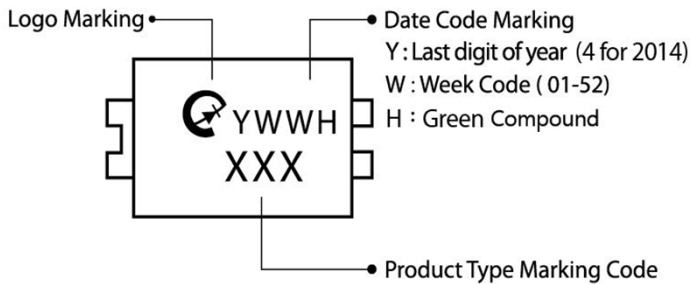 Logo Marking
Date Code Marking
Y : Last digit of year (4 for 2014)
W : Week Code ( 01-52)
H : Green Compound
YWWH
XXX
Product Type Marking Code